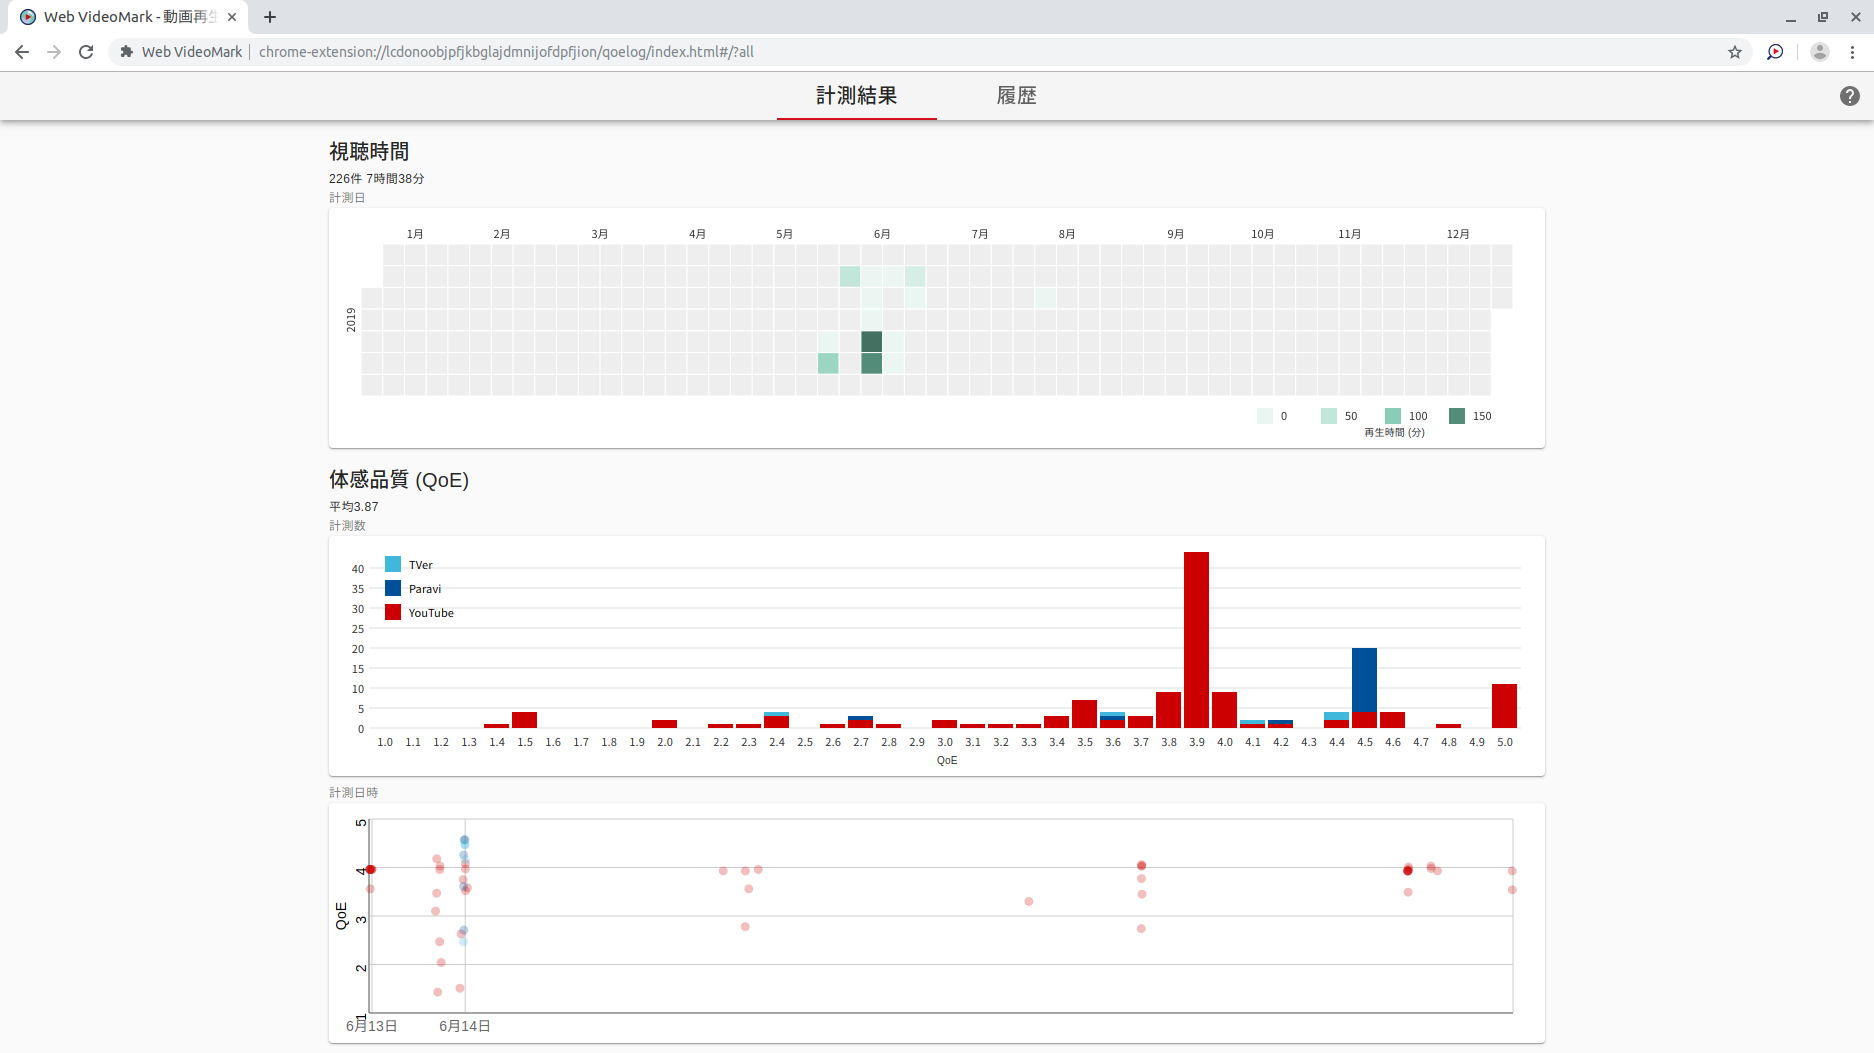 Web VideoMark - 動画再生
Web VideoMark
chrome-extension://lcdonoobjpfjkbglajdmnijofdpfjion/qoelog/index.html#/?all
計測結果 履歴
視聴時間
226件 7時間38分
計測日
1月 2月 3月 4月 5月 6月 7月 8月 9月 10月 11月 12月
2019
0 50 100 150
再生時間 (分)
体感品質 (QoE)
平均3.87
計測数
TVer
Paravi
YouTube
40
35
30
25
20
15
10
5
0
1.0 1.1 1.2 1.3 1.4 1.5 1.6 1.7 1.8 1.9 2.0 2.1 2.2 2.3 2.4 2.5 2.6 2.7 2.8 2.9 3.0 3.1 3.2 3.3 3.4 3.5 3.6 3.7 3.8 3.9 4.0 4.1 4.2 4.3 4.4 4.5 4.6 4.7 4.8 4.9 5.0
QoE
計測日時
5
4
3
2
1
QoE
6月13日 6月14日